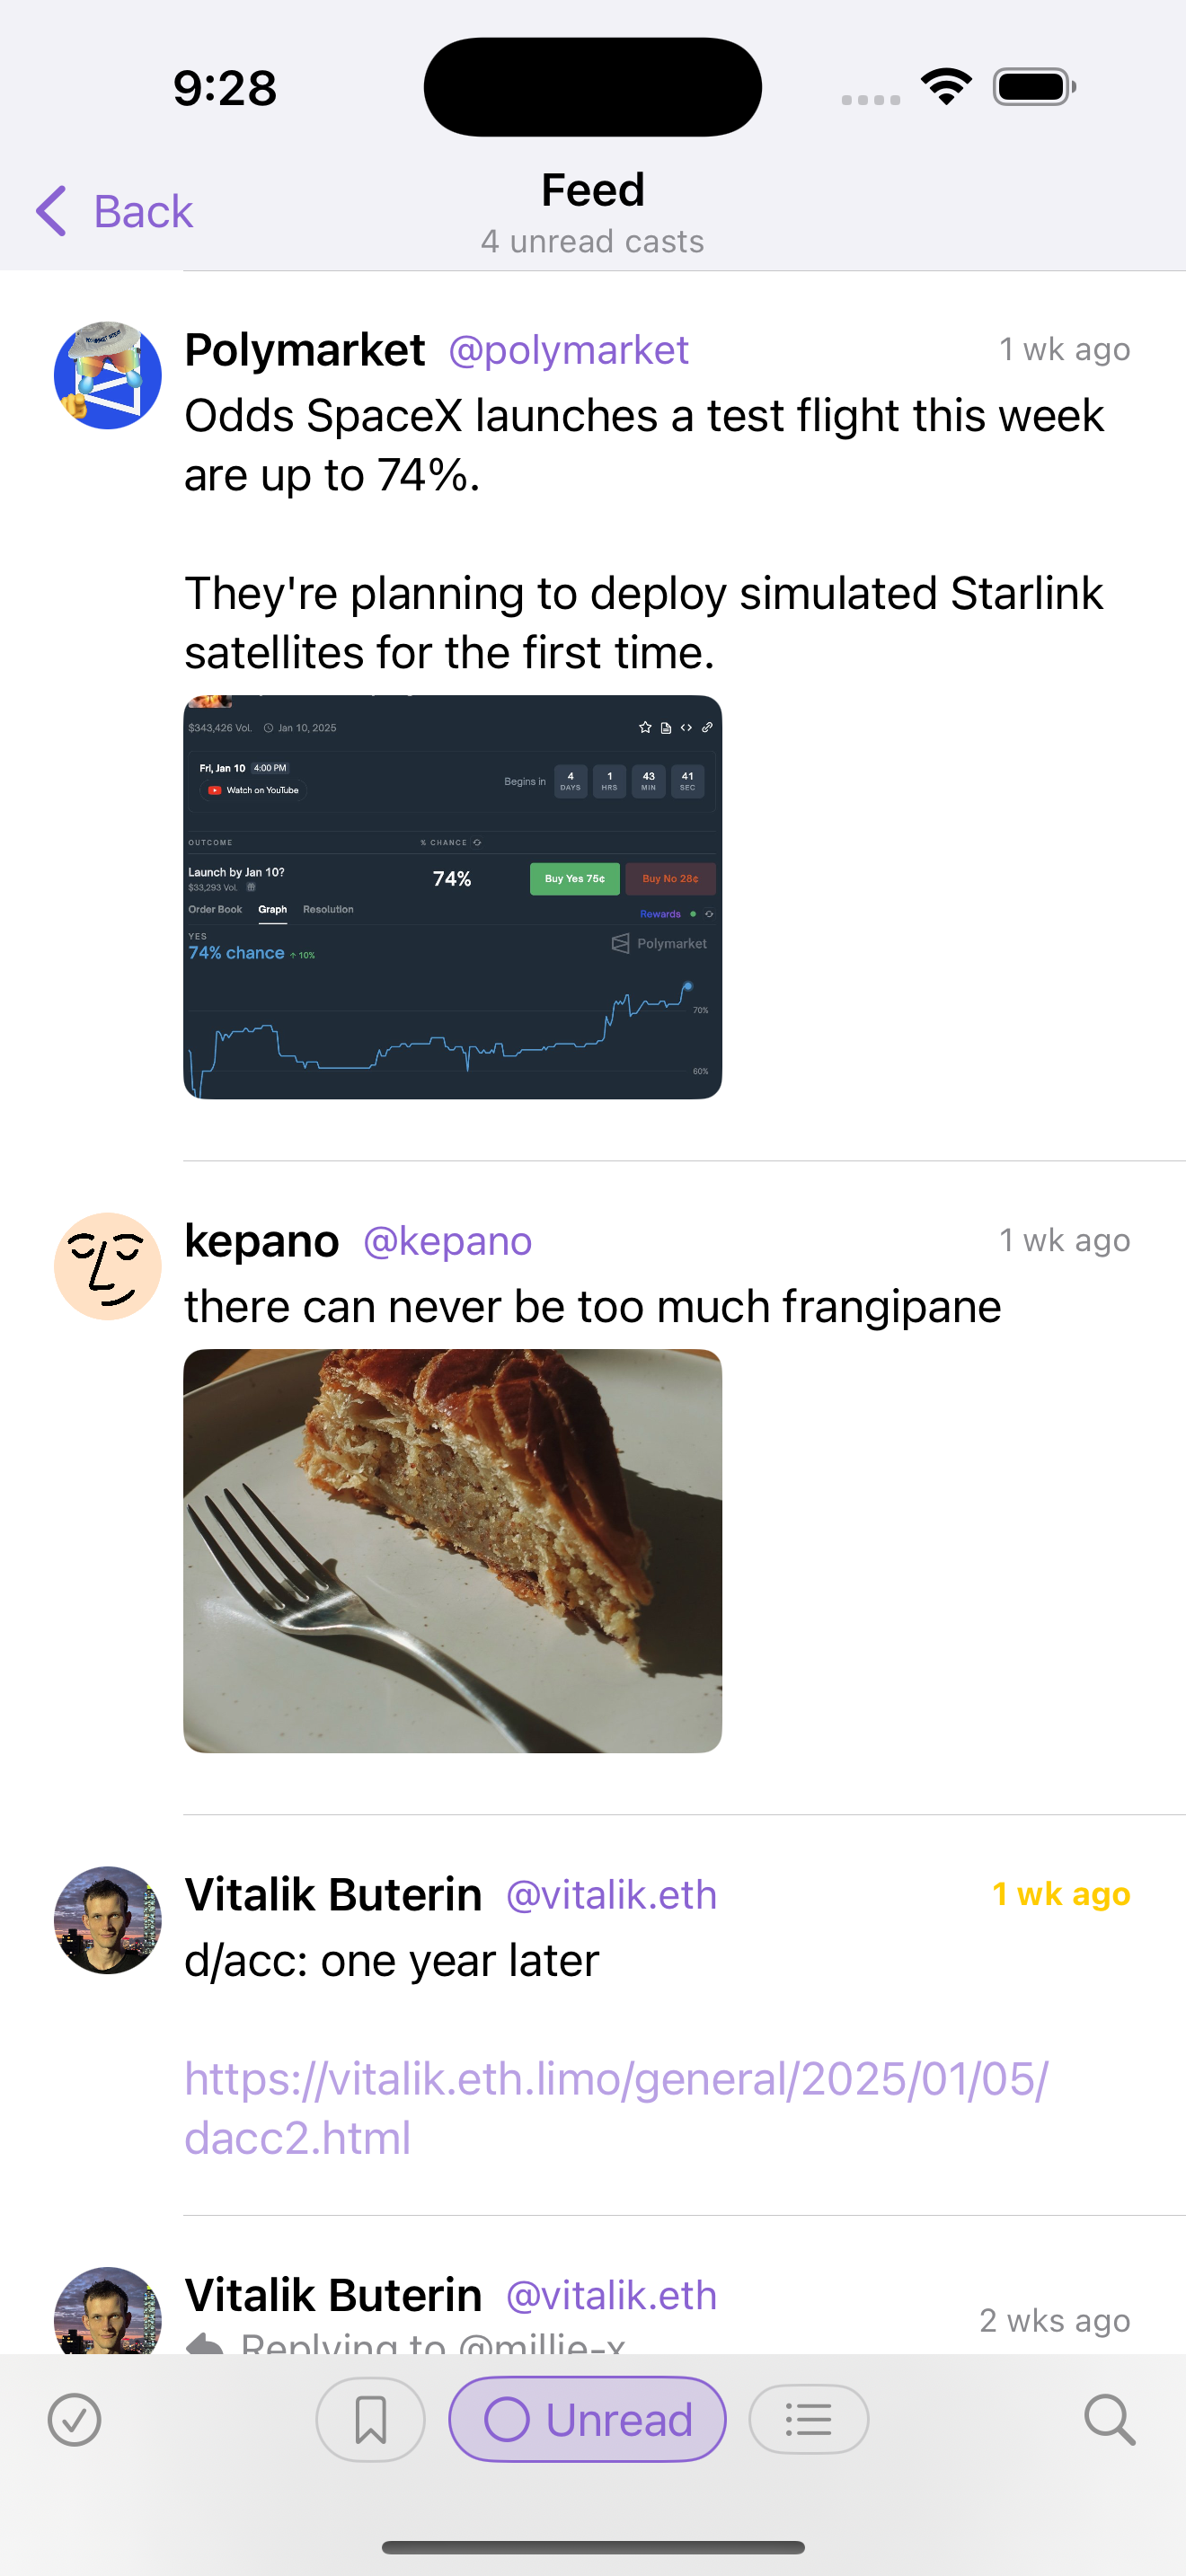 9:28
Back
Feed
4 unread casts
Polymarket @polymarket 1 wk ago
Odds SpaceX launches a test flight this week
are up to 74%.
They're planning to deploy simulated Starlink
satellites for the first time.
$343,426 Vol. Jan 10, 2025
Fri, Jan 10 4:00 PM
Watch on YouTube
Begins in
4 1 43 41
DAYS HRS MIN SEC
OUTCOME % CHANCE
Launch by Jan 10?
$33,293 Vol.
74%
Buy Yes 75¢ Buy No 28¢
Order Book Graph Resolution Rewards
YES
74% chance ↑ 10%
Polymarket
70%
60%
kepano @kepano 1 wk ago
there can never be too much frangipane
Vitalik Buterin @vitalik.eth 1 wk ago
d/acc: one year later
https://vitalik.eth.limo/general/2025/01/05/
dacc2.html
Vitalik Buterin @vitalik.eth 2 wks ago
Replying to @millie-x
Unread